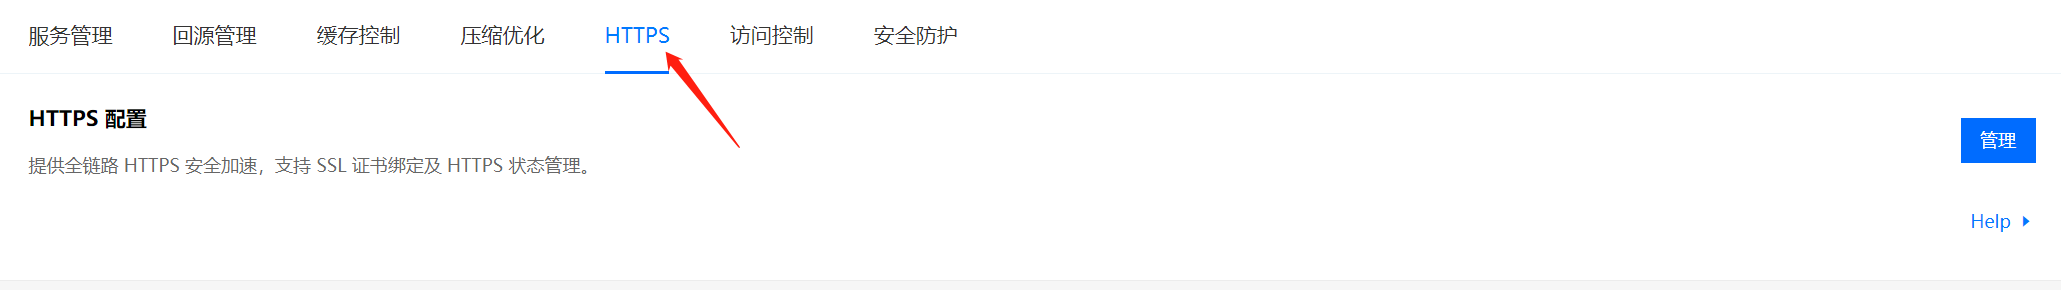 服务管理 回源管理 缓存控制 压缩优化 HTTPS 访问控制 安全防护
HTTPS 配置
管理
提供全链路 HTTPS 安全加速，支持 SSL 证书绑定及 HTTPS 状态管理。
Help